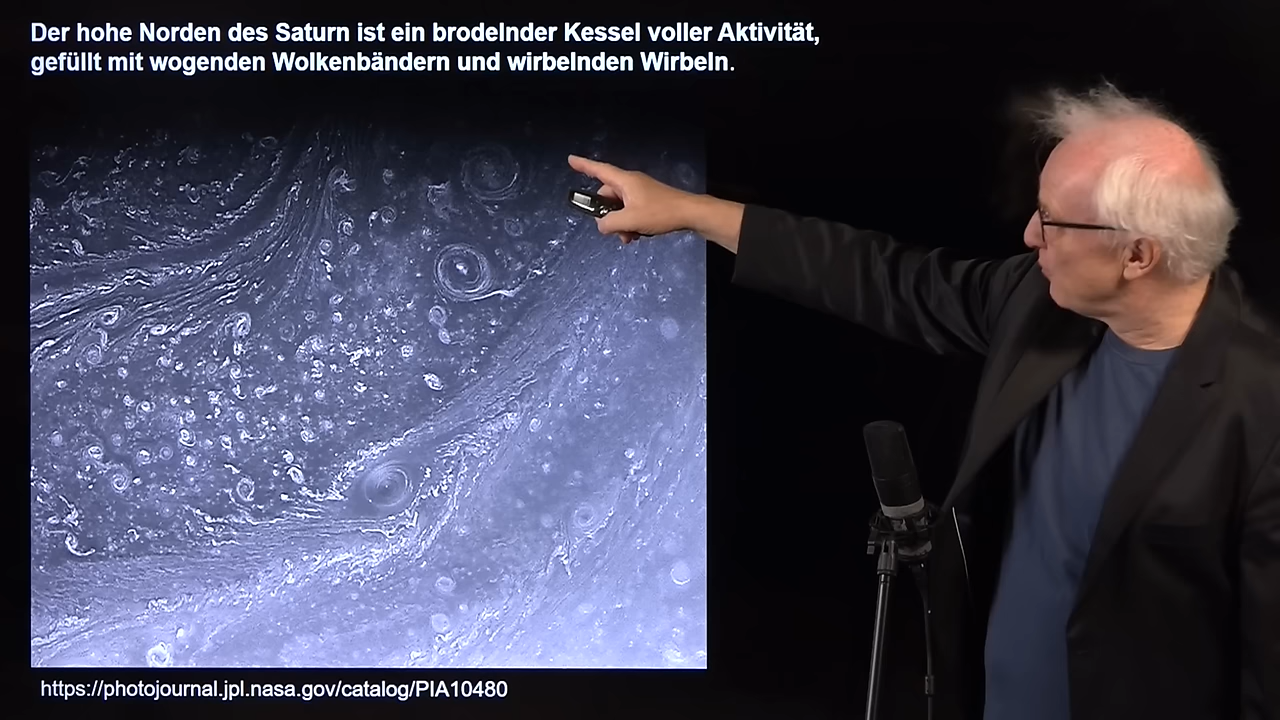 Der hohe Norden des Saturn ist ein brodelnder Kessel voller Aktivität,
gefüllt mit wogenden Wolkenbändern und wirbelnden Wirbeln.
https://photojournal.jpl.nasa.gov/catalog/PIA10480